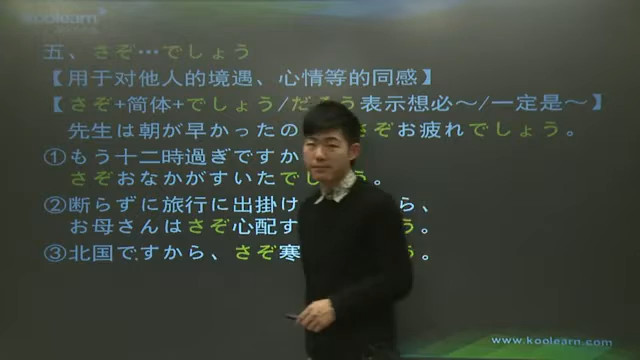 koolearn
五、さぞ…でしょう
【用于对他人的境遇、心情等的同感】
【さぞ+简体+でしょう/だろう表示想必～/一定是～】
先生は朝が早かったの さぞお疲れでしょう。
①もう十二時過ぎですか
さぞおなかがすいたでしょう。
②断らずに旅行に出掛け ら、
お母さんはさぞ心配す う。
③北国ですから、さぞ寒 う。
www.koolearn.com